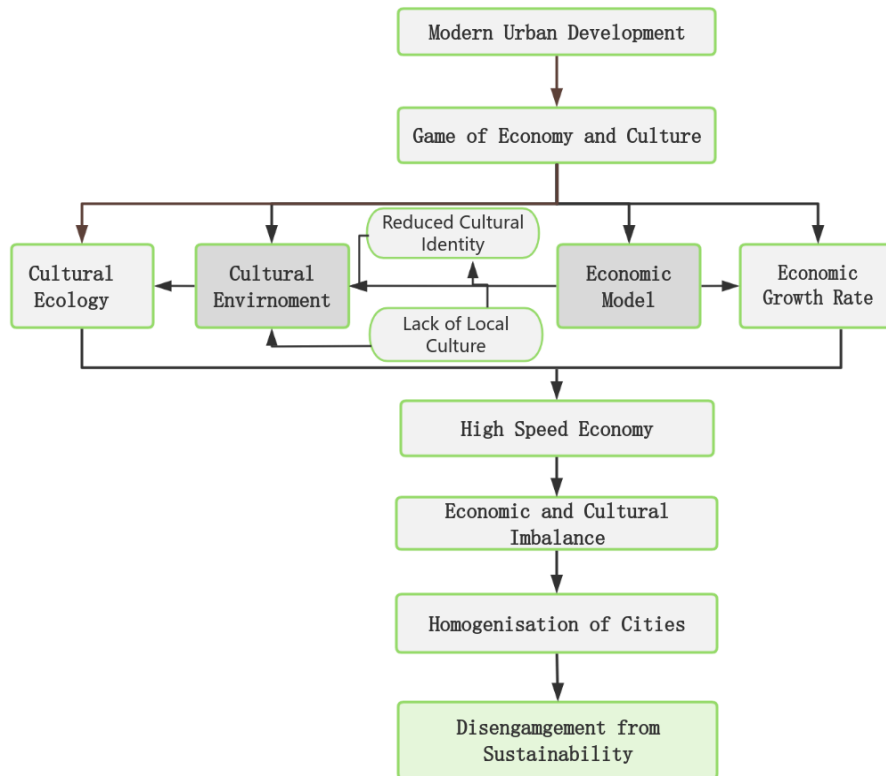 Modern Urban Development
Game of Economy and Culture
Reduced Cultural
Identity
Cultural
Ecology
Cultural
Envirnoment
Economic
Model
Economic
Growth Rate
Lack of Local
Culture
High Speed Economy
Economic and Cultural
Imbalance
Homogenisation of Cities
Disengamgement from
Sustainability